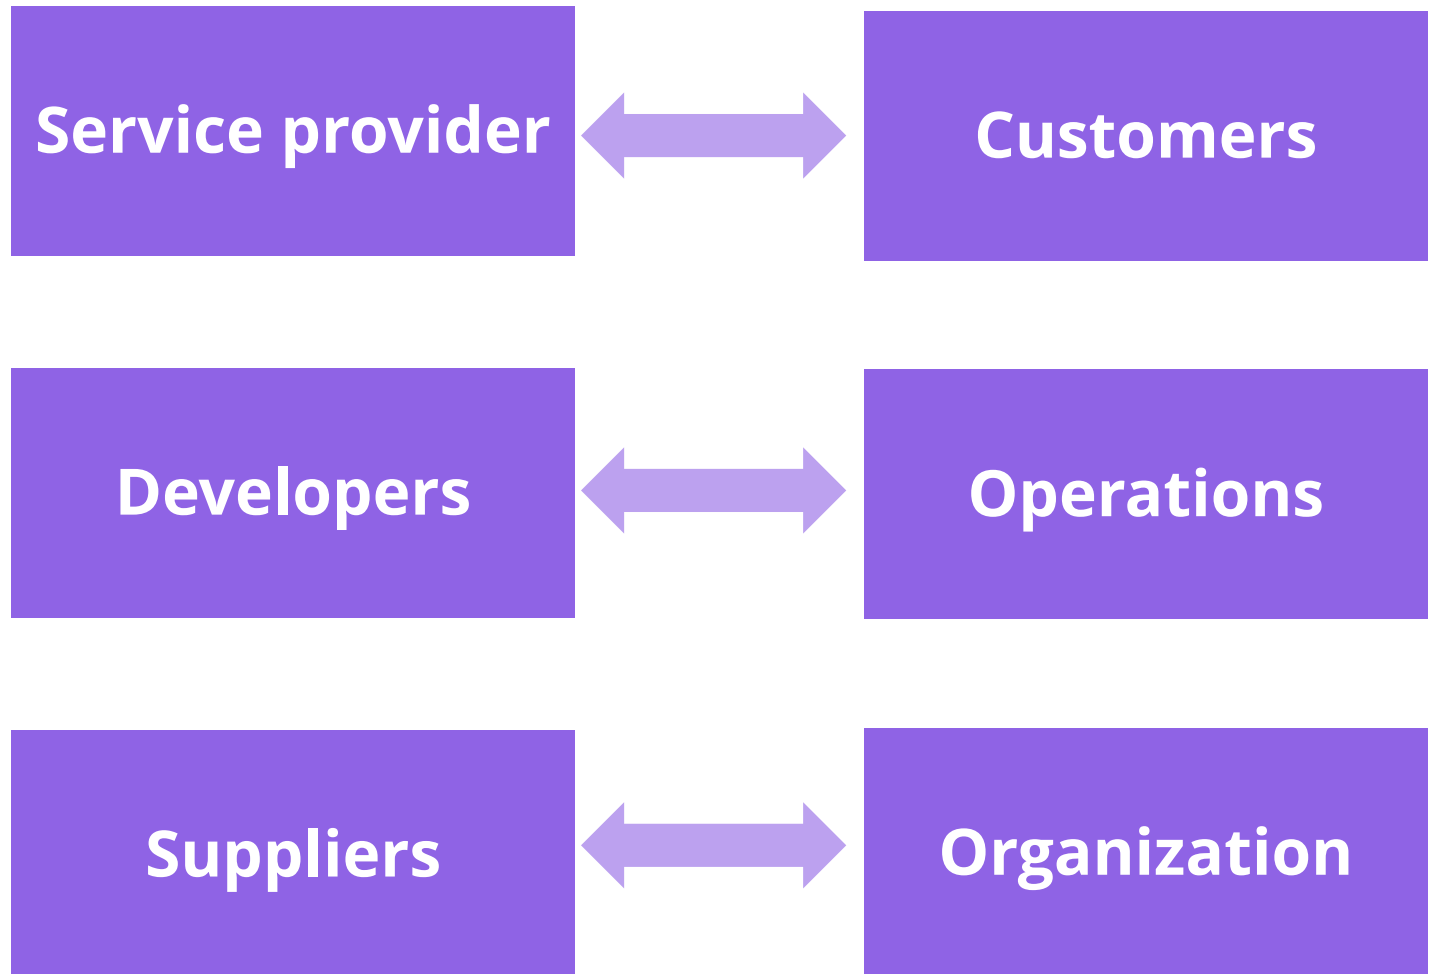 Service provider
Customers
Developers
Operations
Suppliers
Organization